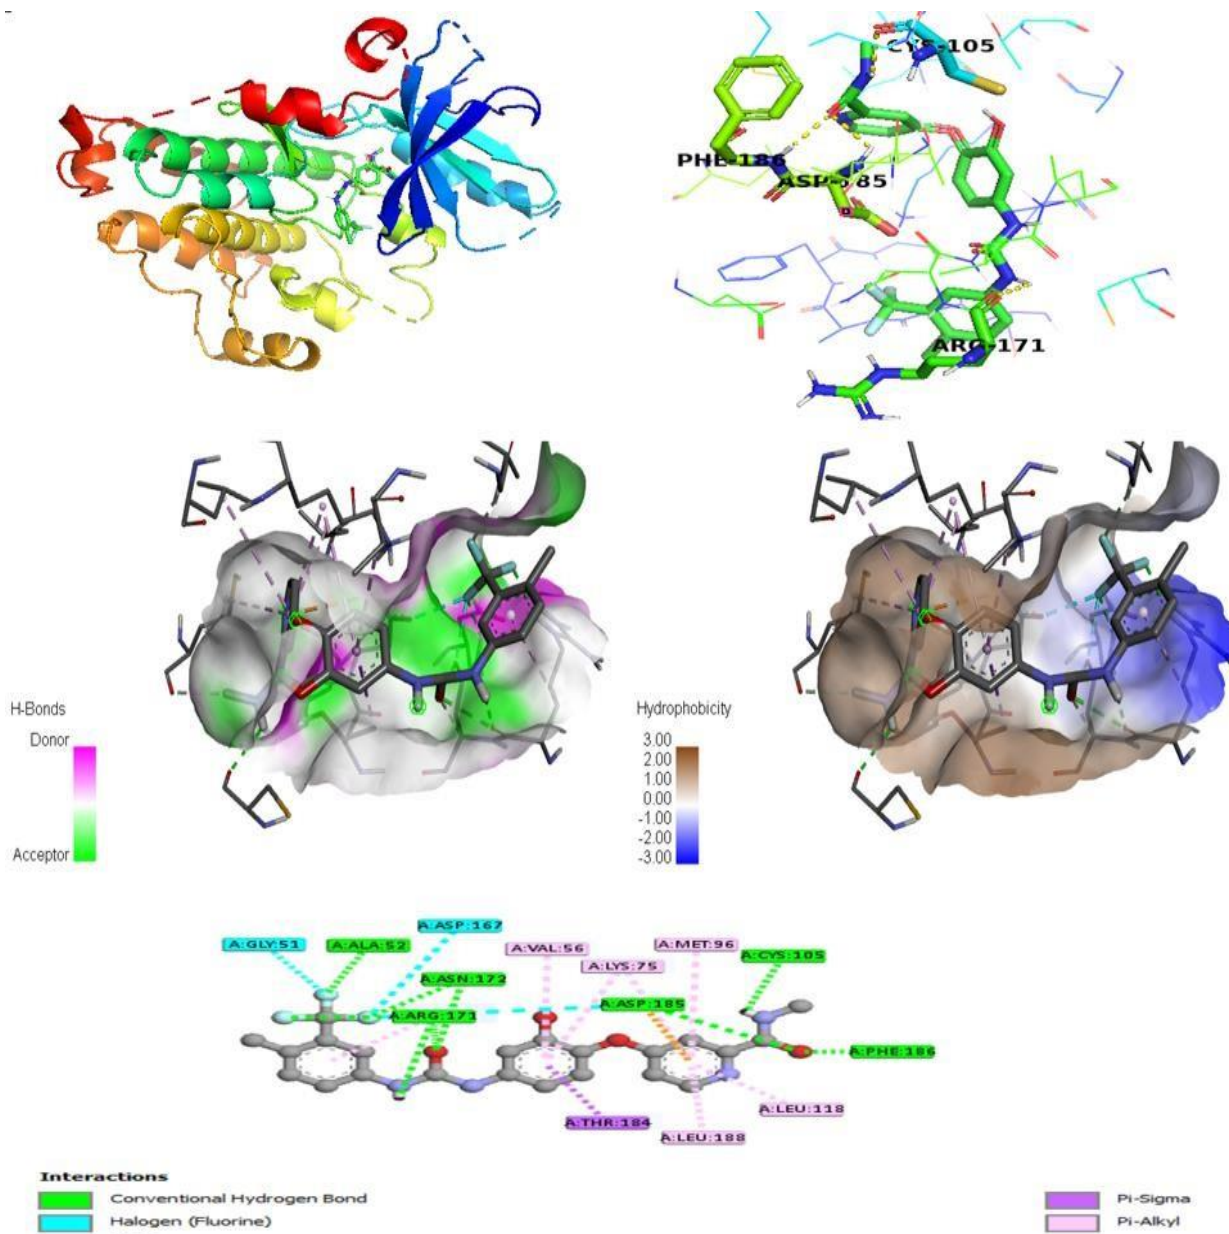 CYS-105
PHE-186
ASP-185
ARG-171
H-Bonds
Donor
Acceptor
Hydrophobicity
3.00
2.00
1.00
0.00
-1.00
-2.00
-3.00
A:GLY:51
A:ALA:52
A:ASP:167
A:VAL:56
A:MET:96
A:LYS:75
A:CYS:105
A:ASN:172
A:ARG:171
A:ASP:185
A:PHE:186
A:THR:184
A:LEU:188
A:LEU:118
Interactions
Conventional Hydrogen Bond
Halogen (Fluorine)
Pi-Sigma
Pi-Alkyl